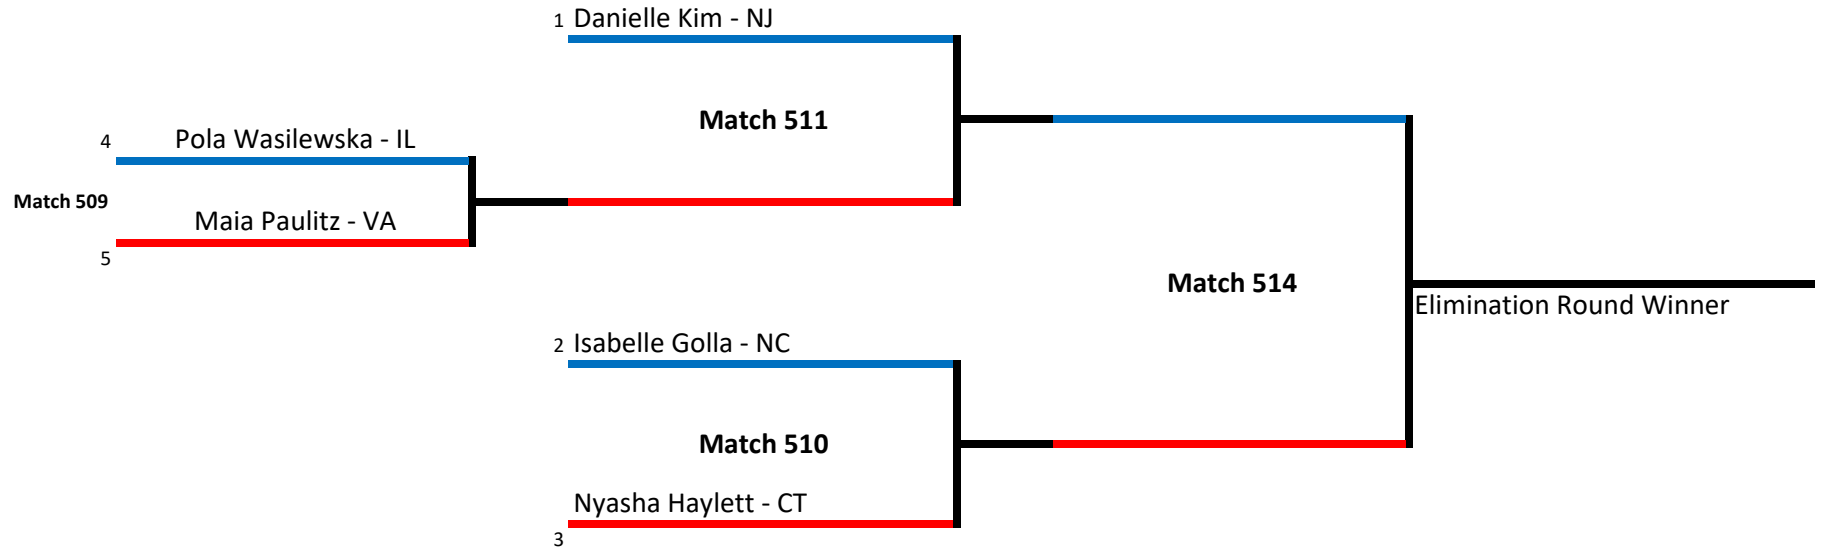 1 Danielle Kim - NJ
Match 511
4 Pola Wasilewska - IL
Match 509
Maia Paulitz - VA
5
Match 514
Elimination Round Winner
2 Isabelle Golla - NC
Match 510
Nyasha Haylett - CT
3